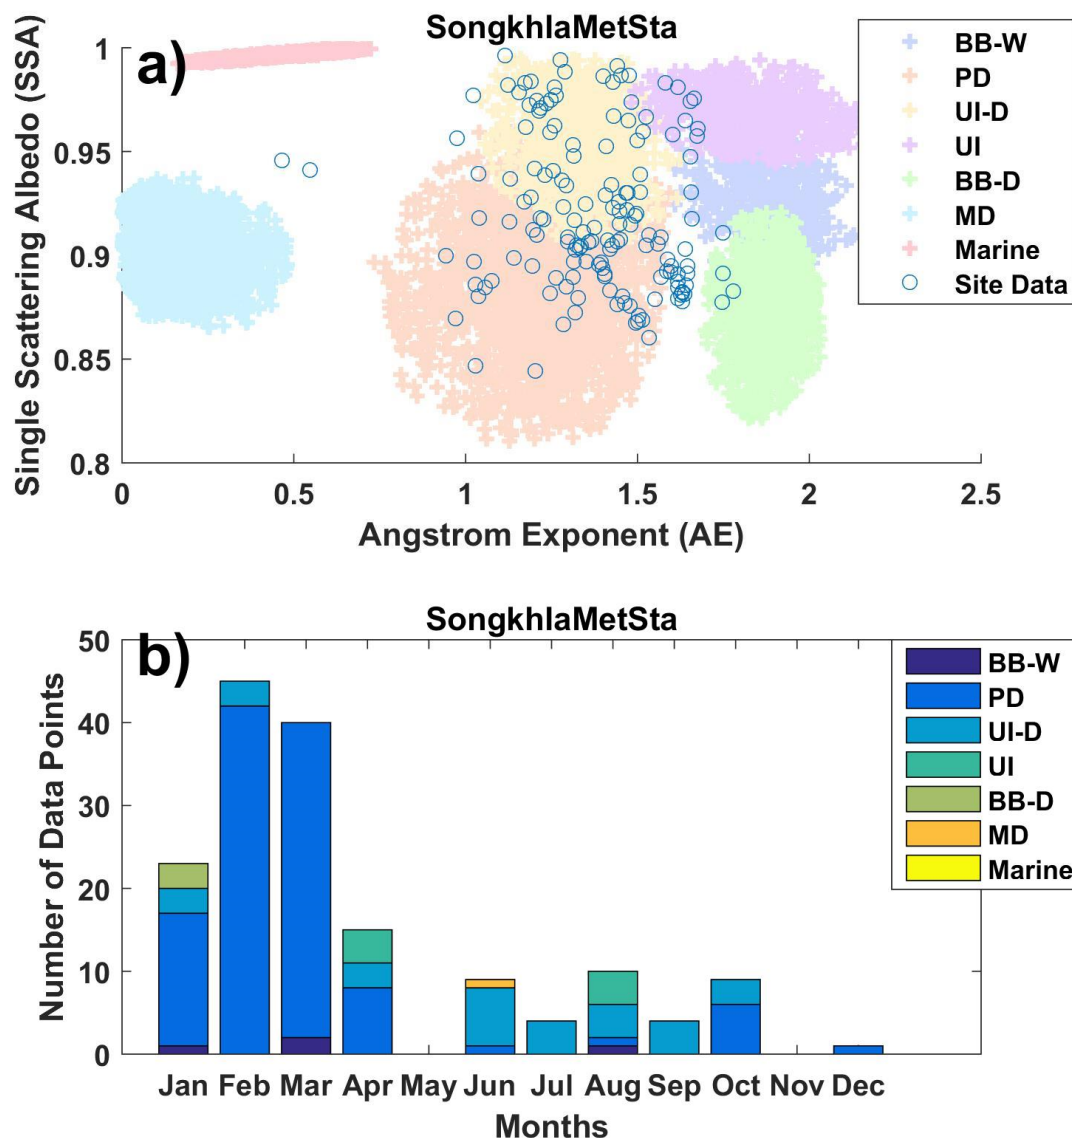 SongkhlaMetSta
a)
Single Scattering Albedo (SSA)
1
0.95
0.9
0.85
0.8
0 0.5 1 1.5 2 2.5
Angstrom Exponent (AE)
BB-W
PD
UI-D
UI
BB-D
MD
Marine
Site Data
SongkhlaMetSta
b)
Number of Data Points
50
40
30
20
10
0
Jan Feb Mar Apr May Jun Jul Aug Sep Oct Nov Dec
Months
BB-W
PD
UI-D
UI
BB-D
MD
Marine